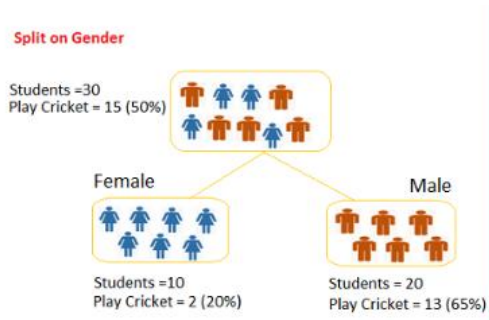 Split on Gender
Students =30
Play Cricket = 15 (50%)
Female
Male
Students =10
Play Cricket = 2 (20%)
Students = 20
Play Cricket = 13 (65%)